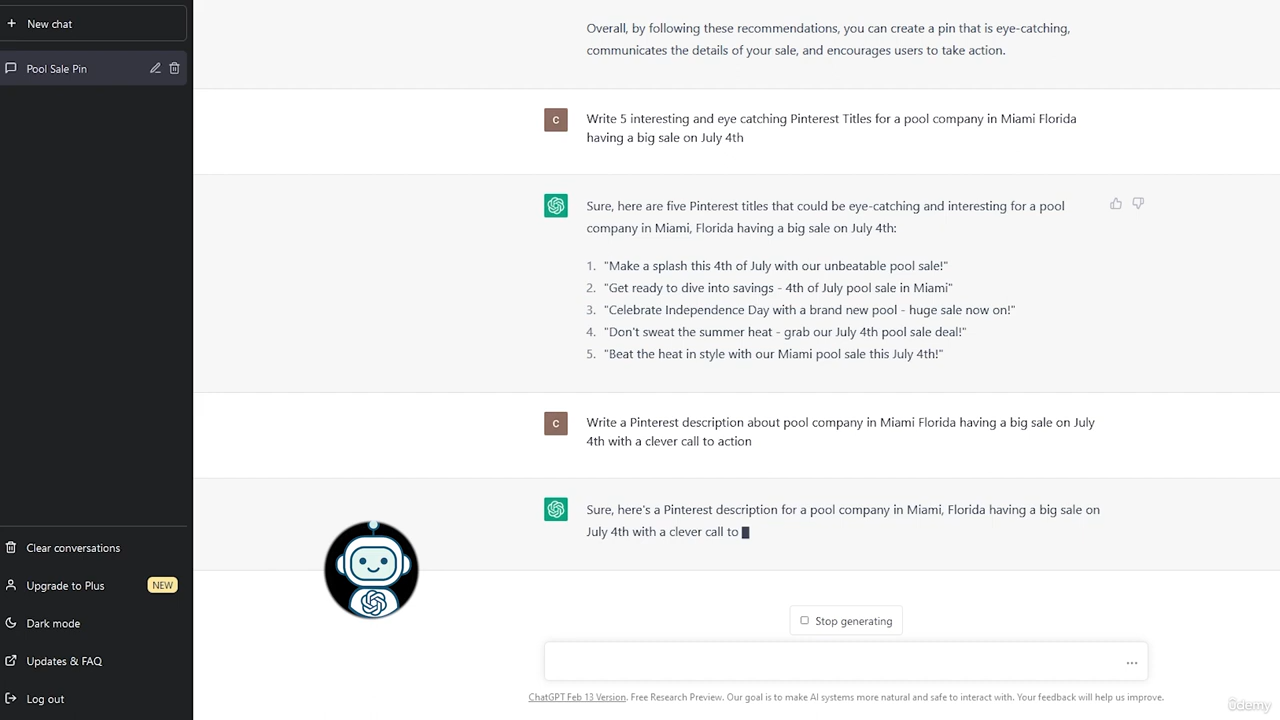 New chat
Pool Sale Pin
Overall, by following these recommendations, you can create a pin that is eye-catching,
communicates the details of your sale, and encourages users to take action.
C
Write 5 interesting and eye catching Pinterest Titles for a pool company in Miami Florida
having a big sale on July 4th
Sure, here are five Pinterest titles that could be eye-catching and interesting for a pool
company in Miami, Florida having a big sale on July 4th:
1. "Make a splash this 4th of July with our unbeatable pool sale!"
2. "Get ready to dive into savings - 4th of July pool sale in Miami"
3. "Celebrate Independence Day with a brand new pool - huge sale now on!"
4. "Don't sweat the summer heat - grab our July 4th pool sale deal!"
5. "Beat the heat in style with our Miami pool sale this July 4th!"
C
Write a Pinterest description about pool company in Miami Florida having a big sale on July
4th with a clever call to action
Sure, here's a Pinterest description for a pool company in Miami, Florida having a big sale on
July 4th with a clever call to
Clear conversations
Upgrade to Plus NEW
Dark mode
Updates & FAQ
Log out
Stop generating
ChatGPT Feb 13 Version. Free Research Preview. Our goal is to make AI systems more natural and safe to interact with. Your feedback will help us improve.
ûdemy